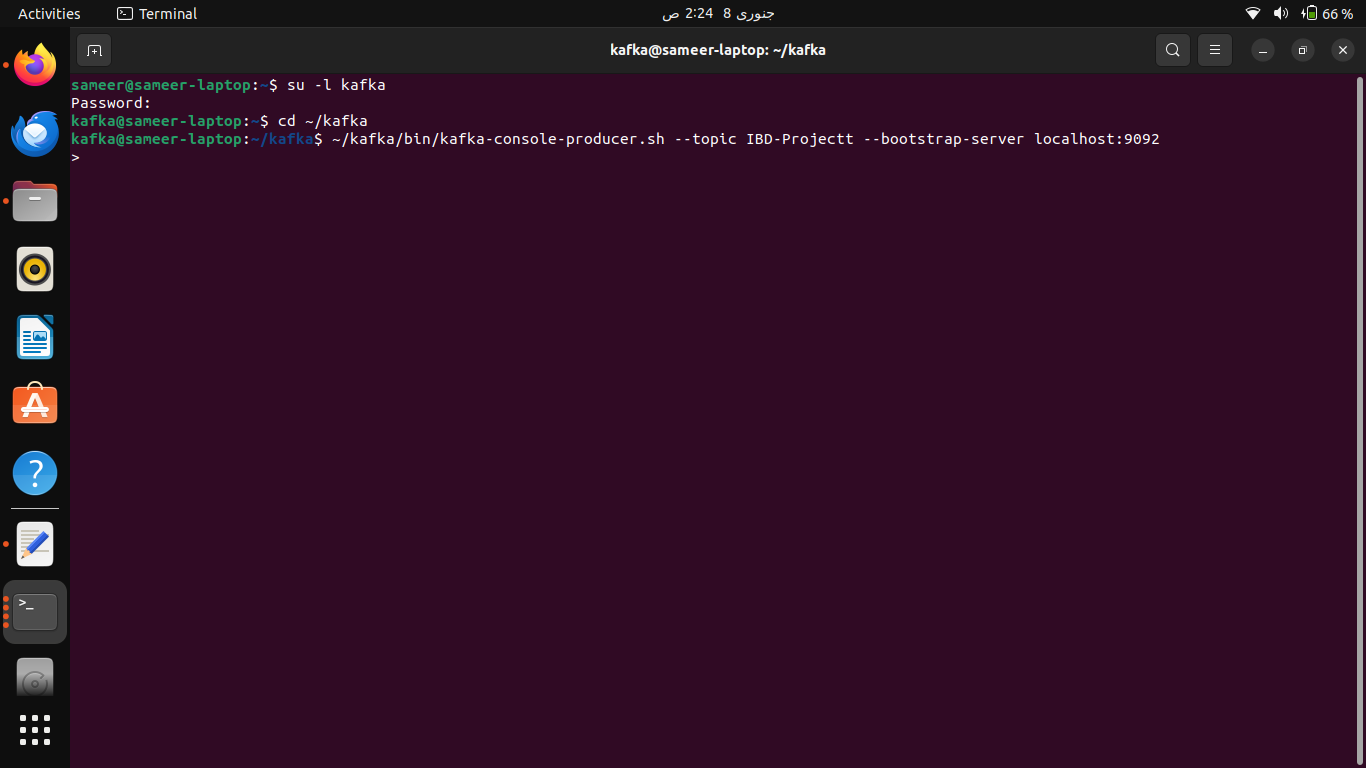 Activities
Terminal
جنوری 8  2:24 ص
66 %
kafka@sameer-laptop: ~/kafka
sameer@sameer-laptop:~$ su -l kafka
Password:
kafka@sameer-laptop:~$ cd ~/kafka
kafka@sameer-laptop:~/kafka$ ~/kafka/bin/kafka-console-producer.sh --topic IBD-Projectt --bootstrap-server localhost:9092
>